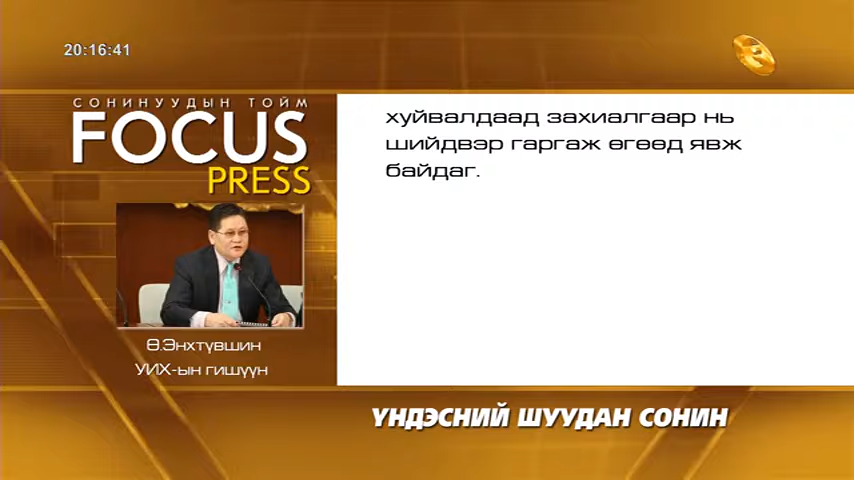 20:16:41
СОНИНУУДЫН ТОЙМ
FOCUS
PRESS
хуйвалдаад захиалгаар нь
шийдвэр гаргаж өгөөд явж
байдаг.
Ө.Энхтүвшин
УИХ-ын гишүүн
ҮНДЭСНИЙ ШУУДАН СОНИН